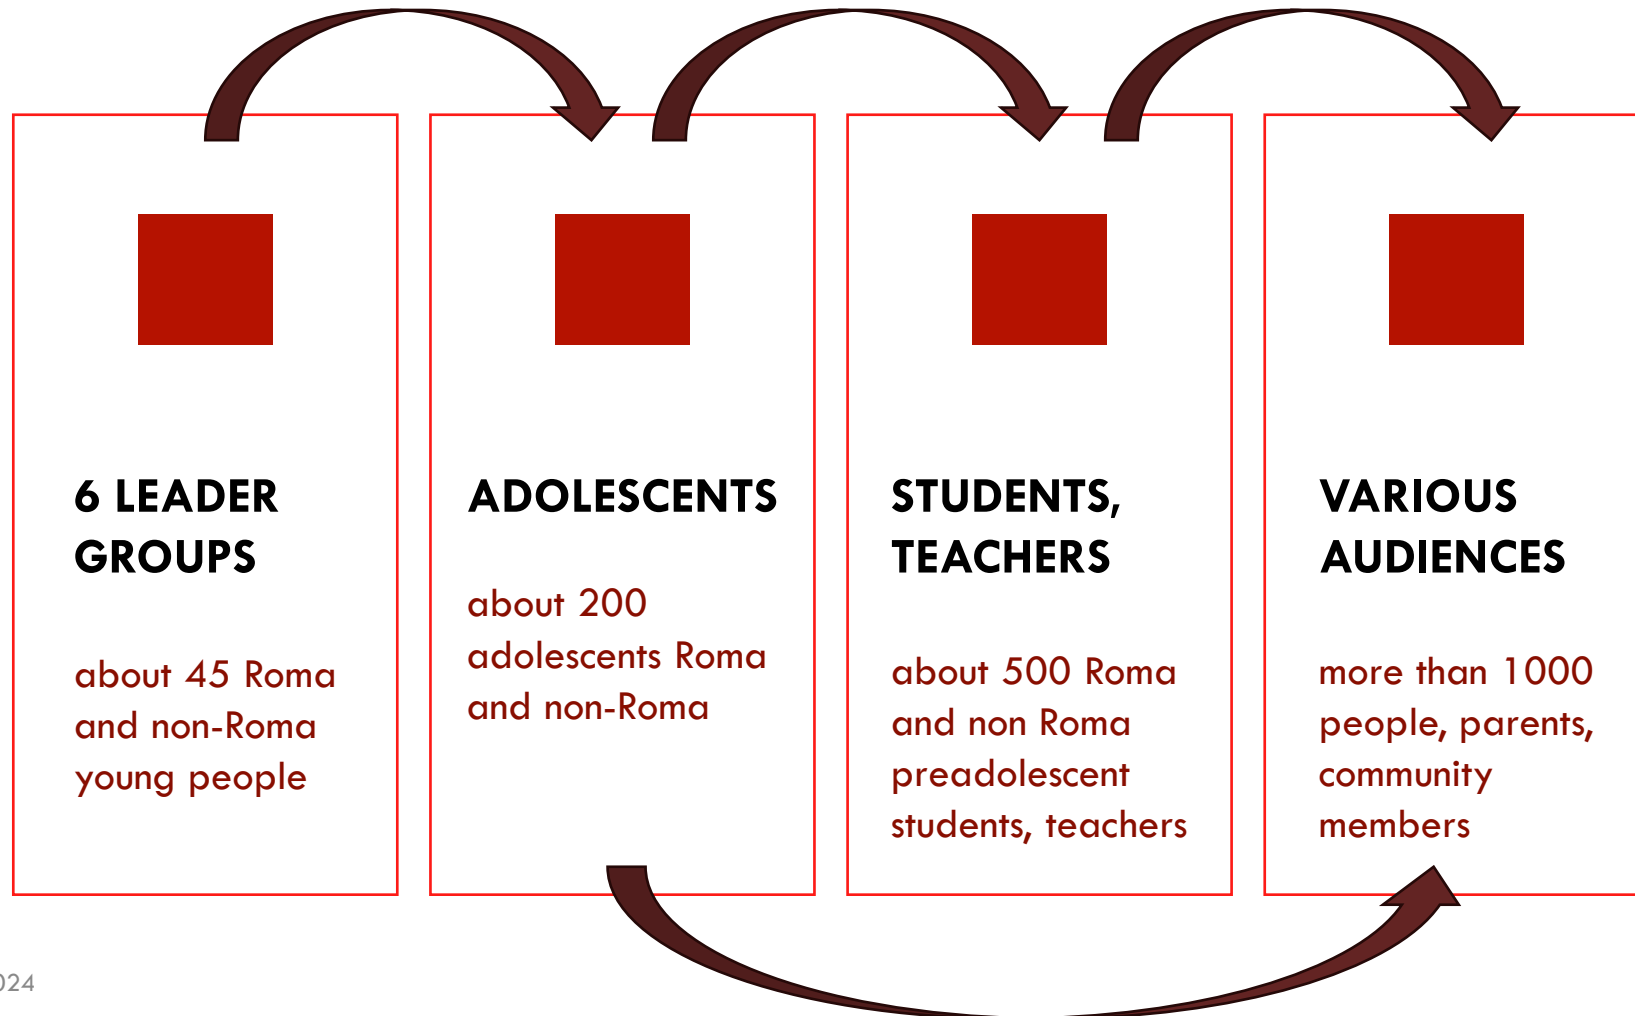 6 LEADER
GROUPS
about 45 Roma
and non-Roma
young people
ADOLESCENTS
about 200
adolescents Roma
and non-Roma
STUDENTS,
TEACHERS
about 500 Roma
and non Roma
preadolescent
students, teachers
VARIOUS
AUDIENCES
more than 1000
people, parents,
community
members
024